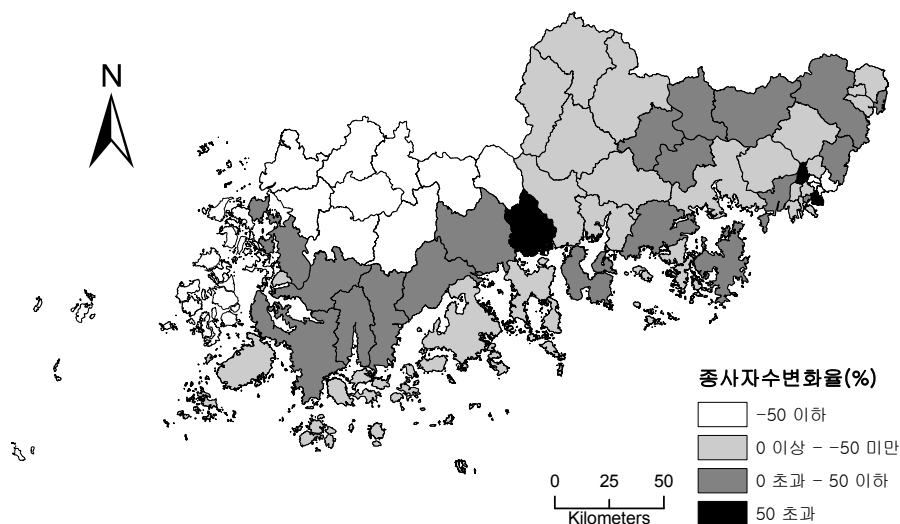 N
종사자수변화율(%)
-50 이하
0 이상 - -50 미만
0 초과 - 50 이하
50 초과
0 25 50
Kilometers